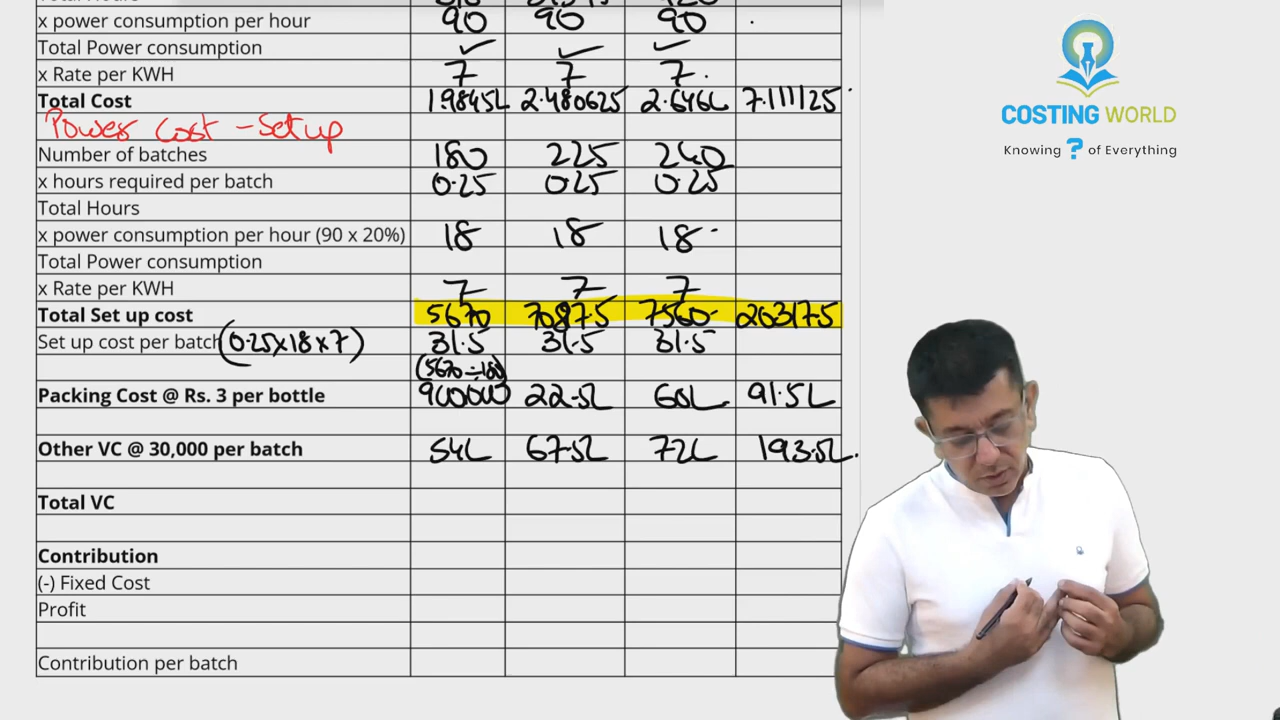 x power consumption per hour 90 90 90
Total Power consumption ✓ ✓ ✓
x Rate per KWH 7 7 7.
Total Cost 1.9845L 2.480625 2.646L 7.111125
Power Cost - Setup
Number of batches 180 225 240
x hours required per batch 0.25 0.25 0.25
Total Hours
x power consumption per hour (90 x 20%) 18 18 18
Total Power consumption
x Rate per KWH 7 7 7
Total Set up cost 5670 7087.5 7560 20317.5
Set up cost per batch (0.25x18x7) 31.5 31.5 31.5
(5670 ÷ 180)
Packing Cost @ Rs. 3 per bottle 900000 22.5L 60L 91.5L
Other VC @ 30,000 per batch 54L 67.5L 72L 193.5L
Total VC
Contribution
(-) Fixed Cost
Profit
Contribution per batch
COSTING WORLD
Knowing ? of Everything